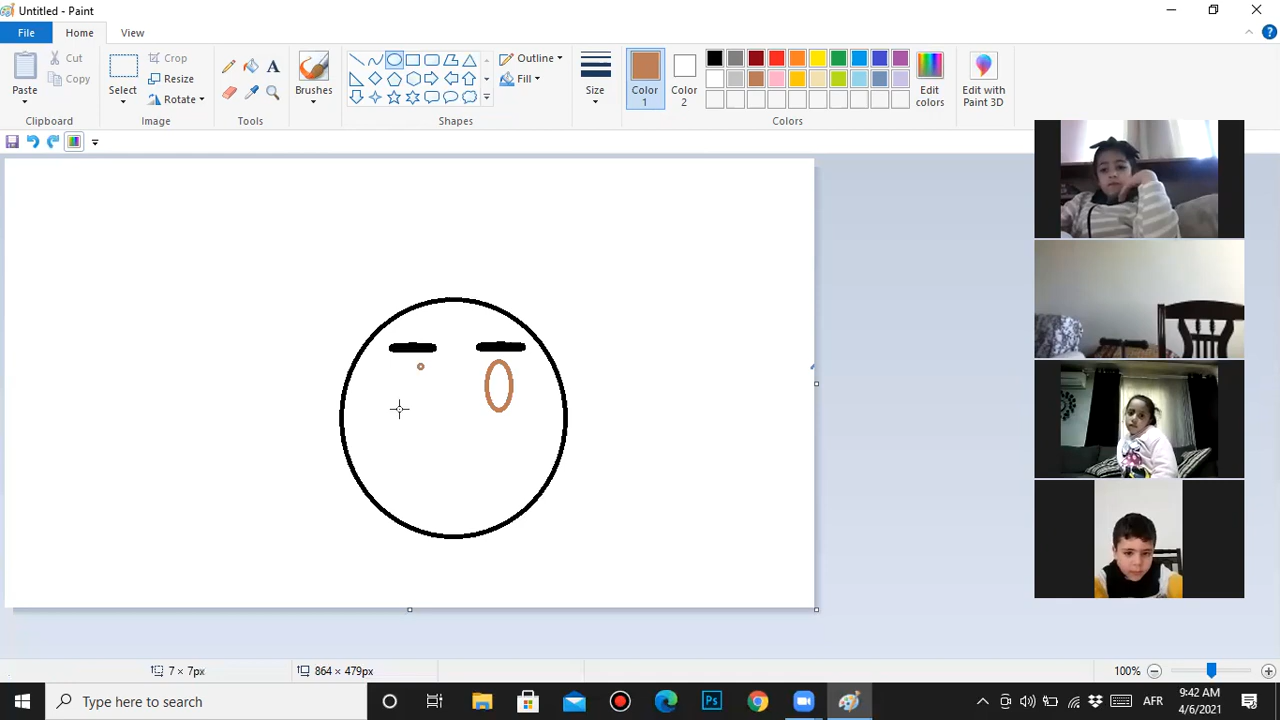 Untitled - Paint
File
Home
View
Paste
Cut
Copy
Clipboard
Select
Crop
Resize
Rotate
Image
A
Tools
Brushes
Outline
Fill
Shapes
Size
Color
1
Color
2
Edit
colors
Edit with
Paint 3D
Colors
7 × 7px
864 × 479px
100%
Type here to search
Ps
AFR
9:42 AM
4/6/2021